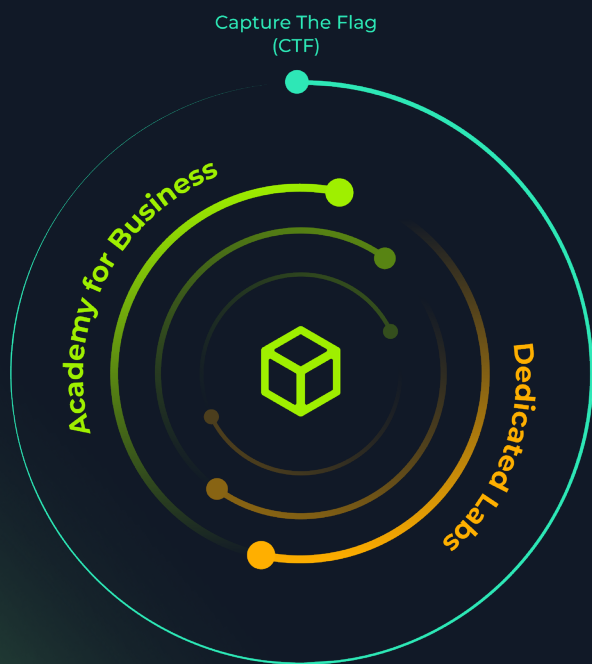 Capture The Flag
(CTF)
Academy for Business
Dedicated Labs